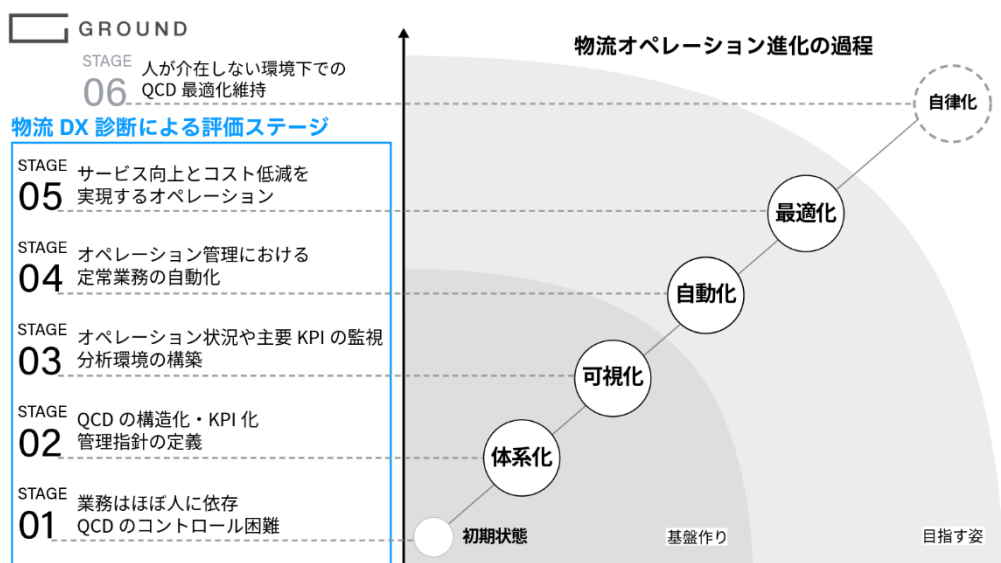 GROUND
物流オペレーション進化の過程
STAGE
06
人が介在しない環境下での
QCD 最適化維持
自律化
物流 DX 診断による評価ステージ
STAGE
05
サービス向上とコスト低減を
実現するオペレーション
最適化
STAGE
04
オペレーション管理における
定常業務の自動化
自動化
STAGE
03
オペレーション状況や主要 KPI の監視
分析環境の構築
可視化
STAGE
02
QCD の構造化・KPI 化
管理指針の定義
体系化
STAGE
01
業務はほぼ人に依存
QCD のコントロール困難
初期状態
基盤作り
目指す姿